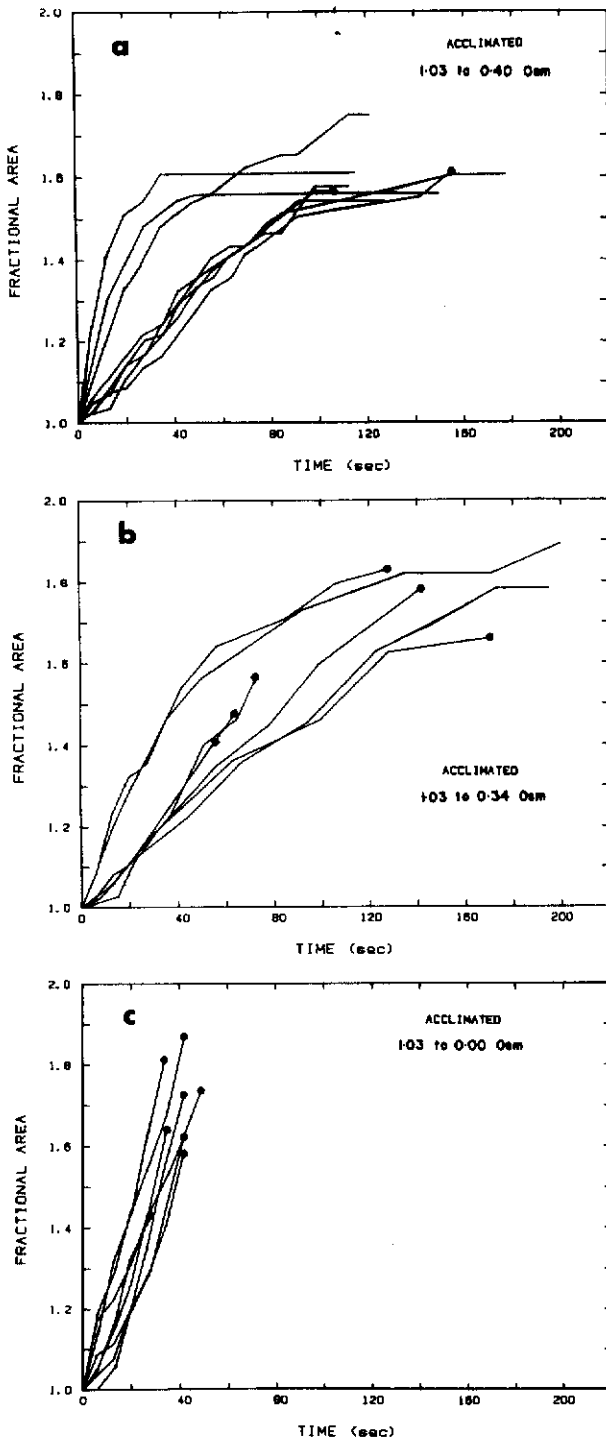 a
ACCLIMATED
1·03 to 0·40 Osm
2.0
1.8
1.6
1.4
1.2
1.0
FRACTIONAL AREA
0 40 80 120 160 200
TIME (sec)
b
ACCLIMATED
1·03 to 0·34 Osm
2.0
1.8
1.6
1.4
1.2
1.0
FRACTIONAL AREA
0 40 80 120 160 200
TIME (sec)
c
ACCLIMATED
1·03 to 0·00 Osm
2.0
1.8
1.6
1.4
1.2
1.0
FRACTIONAL AREA
0 40 80 120 160 200
TIME (sec)